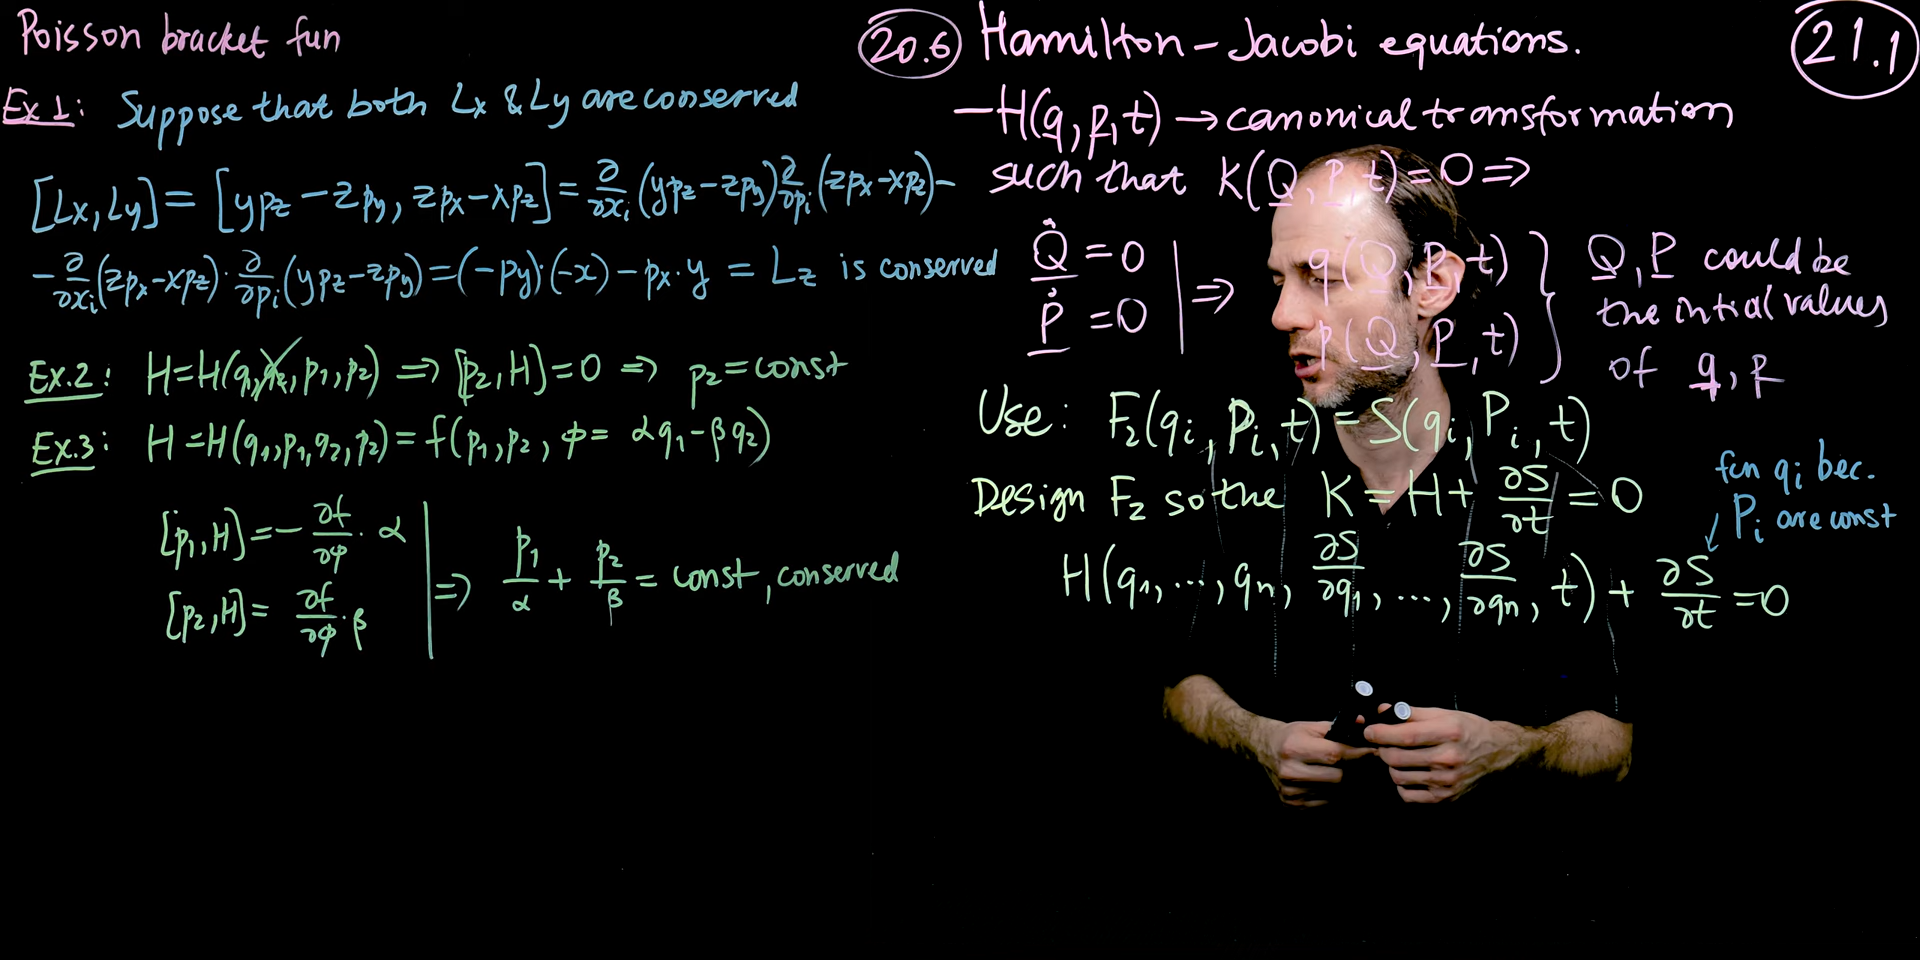 Poisson bracket fun
20.6
Ex 1: Suppose that both Lx & Ly are conserved
[Lx, Ly] = [ypz − zpy, zpx − xpz] = ∂/∂xi (ypz − zpy) ∂/∂pi (zpx − xpz) −
− ∂/∂xi (zpx − xpz) · ∂/∂pi (ypz − zpy) = (−py)·(−x) − px · y = Lz is conserved
Ex.2: H = H(q1, q2, p1, p2) ⇒ [p2, H] = 0 ⇒ p2 = const
Ex.3: H = H(q1, p1, q2, p2) = f(p1, p2, φ = αq1 − βq2)
[p1, H] = − ∂f/∂φ · α
[p2, H] = ∂f/∂φ · β
⇒ p1/α + p2/β = const, conserved
Hamilton – Jacobi equations.
21.1
− H(q, p, t) → canonical transformation
such that K(Q, P, t) = 0 ⇒
Q̇ = 0
Ṗ = 0
⇒ q(Q, P, t)
p(Q, P, t)
} Q, P could be
the intial values
of q, p
Use: F2(qi, Pi, t) = S(qi, Pi, t)
Design F2 so the K = H + ∂S/∂t = 0
fcn qi bec.
Pi are const
H(q1, ..., qn, ∂S/∂q1, ..., ∂S/∂qn, t) + ∂S/∂t = 0